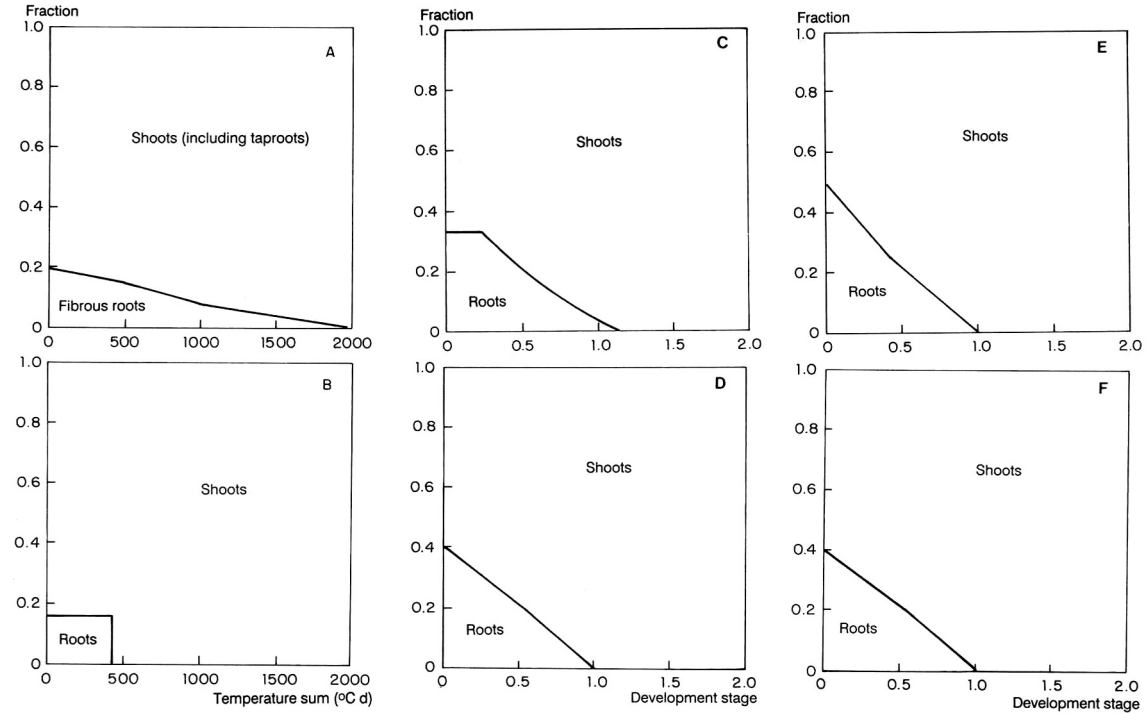 Fraction
1.0
A
0.8
Shoots (including taproots)
0.6
0.4
0.2
Fibrous roots
0
0 500 1000 1500 2000
1.0
B
0.8
Shoots
0.6
0.4
0.2
Roots
0
0 500 1000 1500 2000
Temperature sum (ºC d)
Fraction
1.0
C
0.8
Shoots
0.6
0.4
0.2
Roots
0
0 0.5 1.0 1.5 2.0
1.0
D
0.8
Shoots
0.6
0.4
0.2
Roots
0
0 0.5 1.0 1.5 2.0
Development stage
Fraction
1.0
E
0.8
Shoots
0.6
0.4
0.2
Roots
0
0 0.5 1.0 1.5 2.0
1.0
F
0.8
Shoots
0.6
0.4
0.2
Roots
0
0 0.5 1.0 1.5 2.0
Development stage